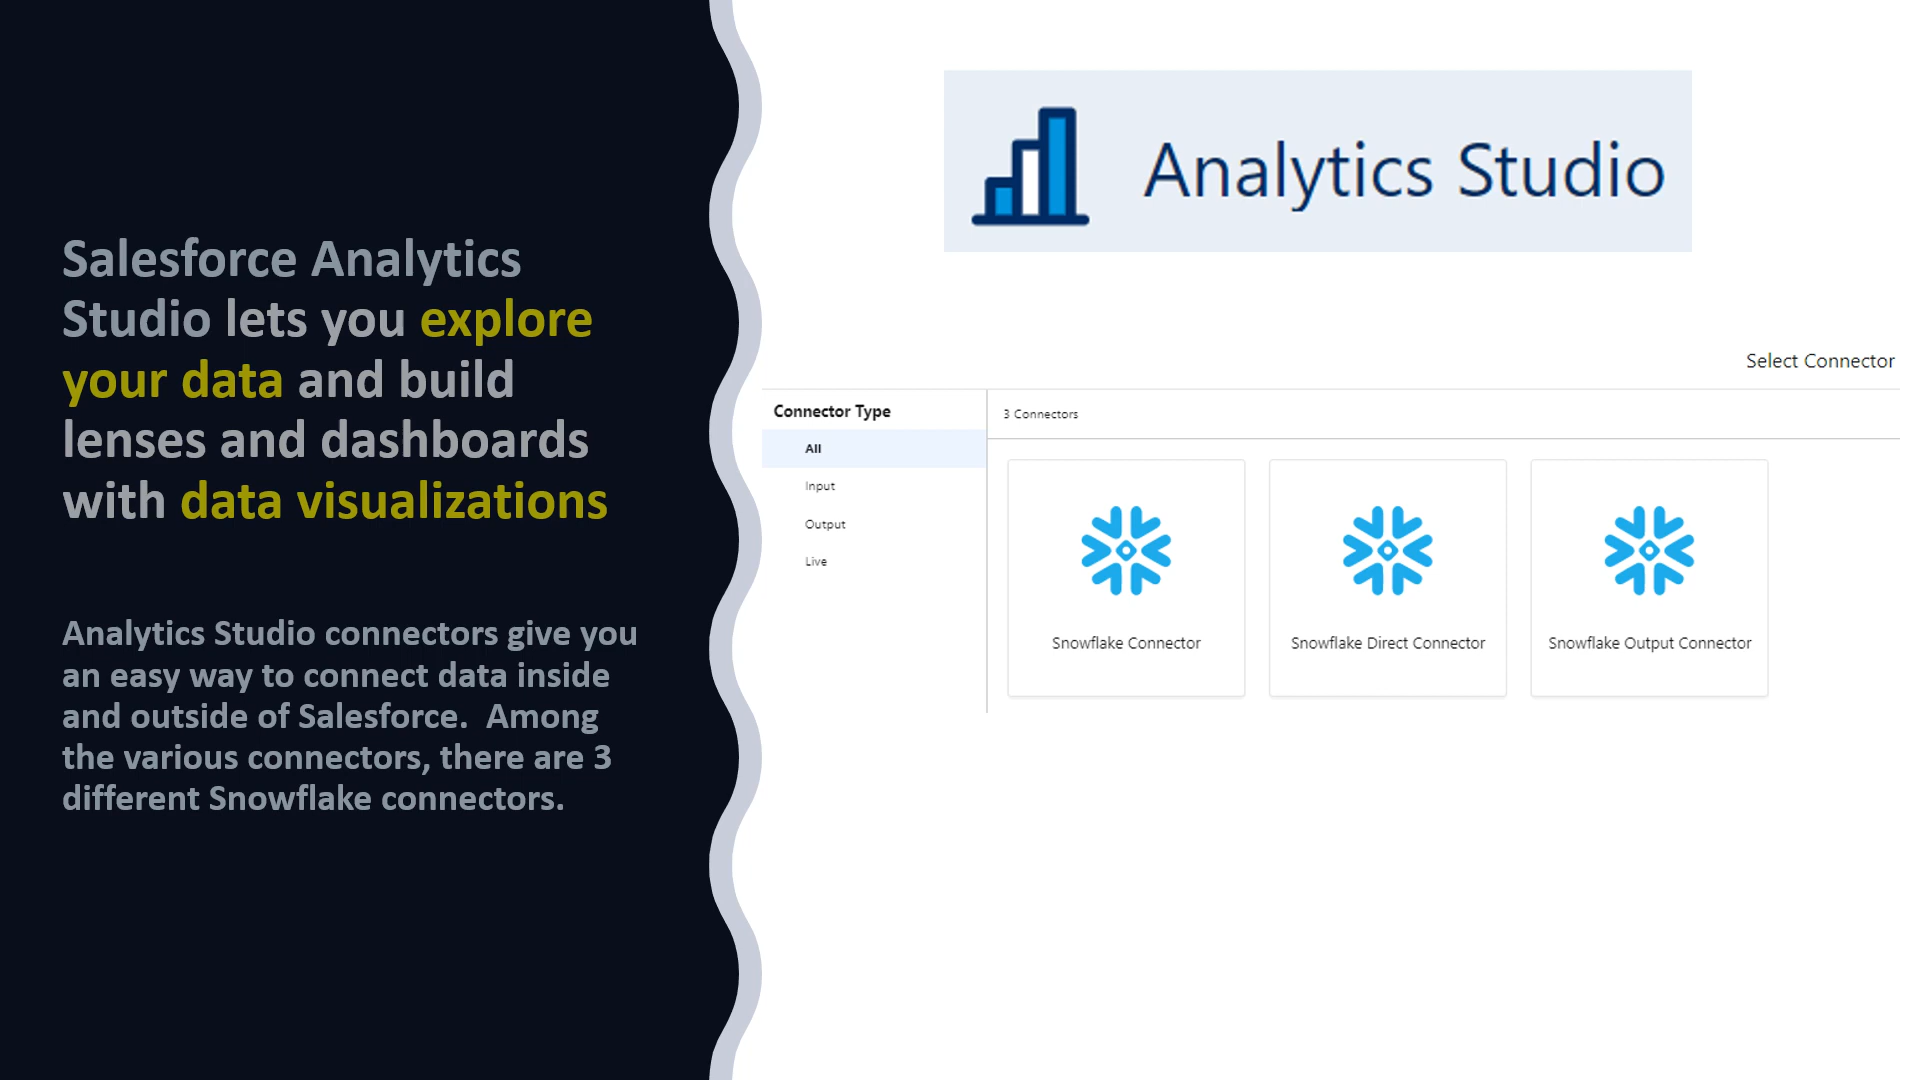 Salesforce Analytics
Studio lets you explore
your data and build
lenses and dashboards
with data visualizations
Analytics Studio connectors give you
an easy way to connect data inside
and outside of Salesforce.  Among
the various connectors, there are 3
different Snowflake connectors.
Analytics Studio
Select Connector
Connector Type
All
Input
Output
Live
3 Connectors
Snowflake Connector
Snowflake Direct Connector
Snowflake Output Connector